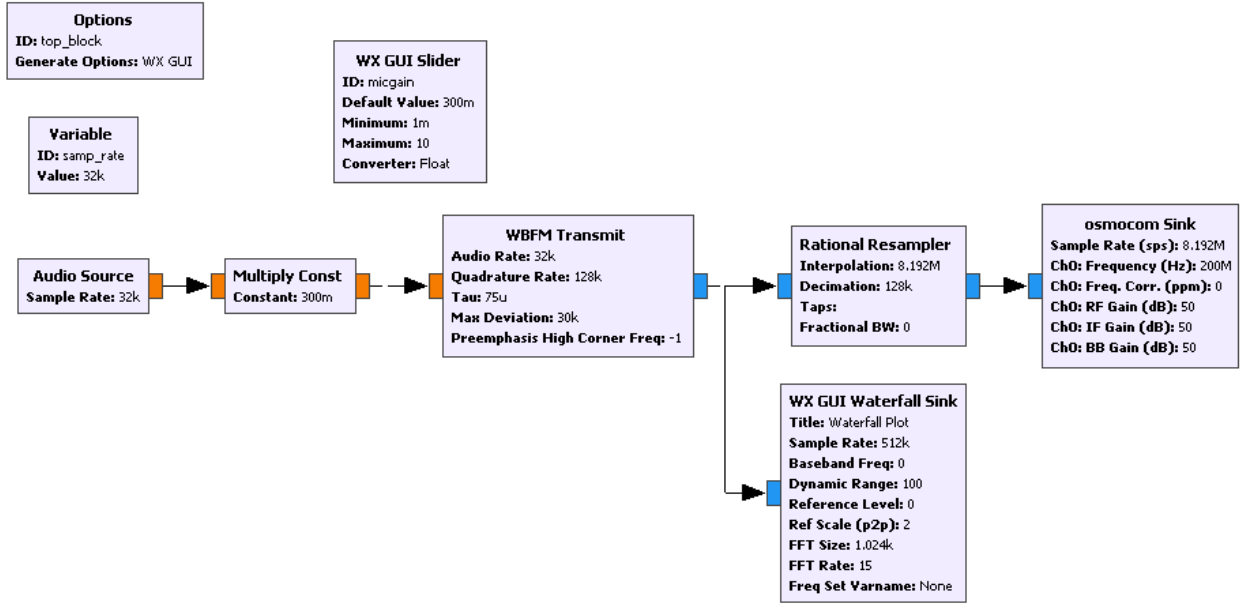 Options
ID: top_block
Generate Options: WX GUI
WX GUI Slider
ID: micgain
Default Value: 300m
Minimum: 1m
Maximum: 10
Converter: Float
Variable
ID: samp_rate
Value: 32k
Audio Source
Sample Rate: 32k
Multiply Const
Constant: 300m
WBFM Transmit
Audio Rate: 32k
Quadrature Rate: 128k
Tau: 75u
Max Deviation: 30k
Preemphasis High Corner Freq: -1
Rational Resampler
Interpolation: 8.192M
Decimation: 128k
Taps:
Fractional BW: 0
osmocom Sink
Sample Rate (sps): 8.192M
Ch0: Frequency (Hz): 200M
Ch0: Freq. Corr. (ppm): 0
Ch0: RF Gain (dB): 50
Ch0: IF Gain (dB): 50
Ch0: BB Gain (dB): 50
WX GUI Waterfall Sink
Title: Waterfall Plot
Sample Rate: 512k
Baseband Freq: 0
Dynamic Range: 100
Reference Level: 0
Ref Scale (p2p): 2
FFT Size: 1.024k
FFT Rate: 15
Freq Set Varname: None